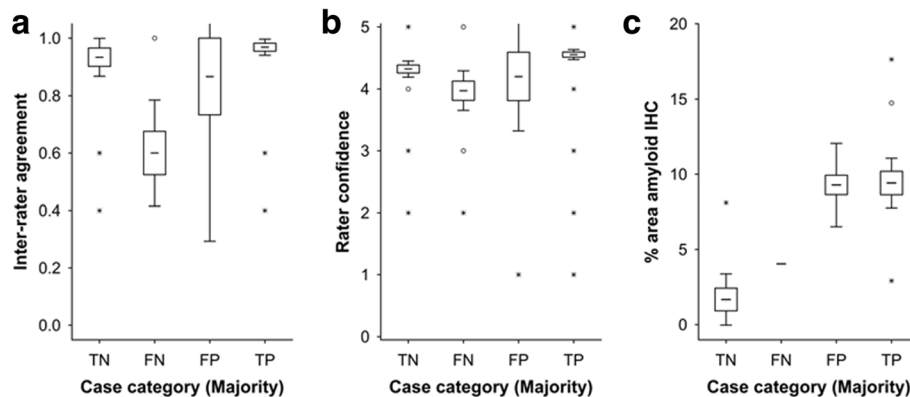 a
Inter-rater agreement
1.0
0.8
0.6
0.4
0.2
0.0
TN FN FP TP
Case category (Majority)
b
Rater confidence
5
4
3
2
1
0
TN FN FP TP
Case category (Majority)
c
% area amyloid IHC
20
15
10
5
0
TN FN FP TP
Case category (Majority)